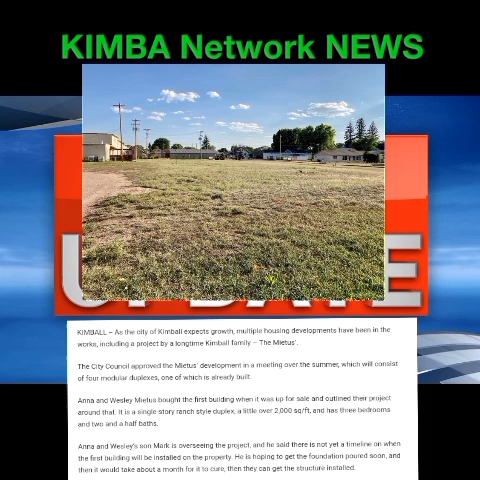 KIMBA Network NEWS
UPDATE
KIMBALL – As the city of Kimball expects growth, multiple housing developments have been in the
works, including a project by a longtime Kimball family – The Mietus'.
The City Council approved the Mietus' development in a meeting over the summer, which will consist
of four modular duplexes, one of which is already built.
Anna and Wesley Mietus bought the first building when it was up for sale and outlined their project
around that. It is a single-story ranch style duplex, a little over 2,000 sq/ft, and has three bedrooms
and two and a half baths.
Anna and Wesley's son Mark is overseeing the project, and he said there is not yet a timeline on when
the first building will be installed on the property. He is hoping to get the foundation poured soon, and
then it would take about a month for it to cure, then they can get the structure installed.